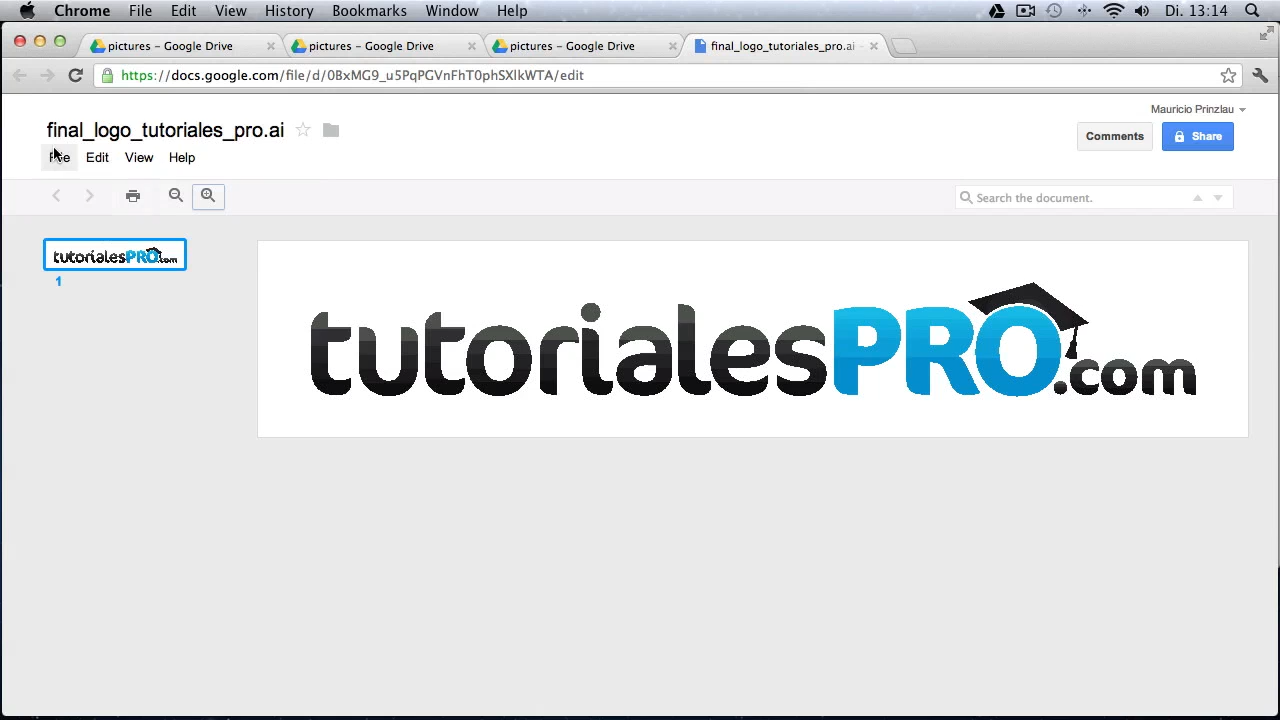 Chrome File Edit View History Bookmarks Window Help Di. 13:14
pictures – Google Drive pictures – Google Drive pictures – Google Drive final_logo_tutoriales_pro.ai -
https://docs.google.com/file/d/0BxMG9_u5PqPGVnFhT0phSXlkWTA/edit
Mauricio Prinzlau
final_logo_tutoriales_pro.ai
Comments Share
File Edit View Help
Search the document.
tutorialesPRO.com
1
tutorialesPRO.com